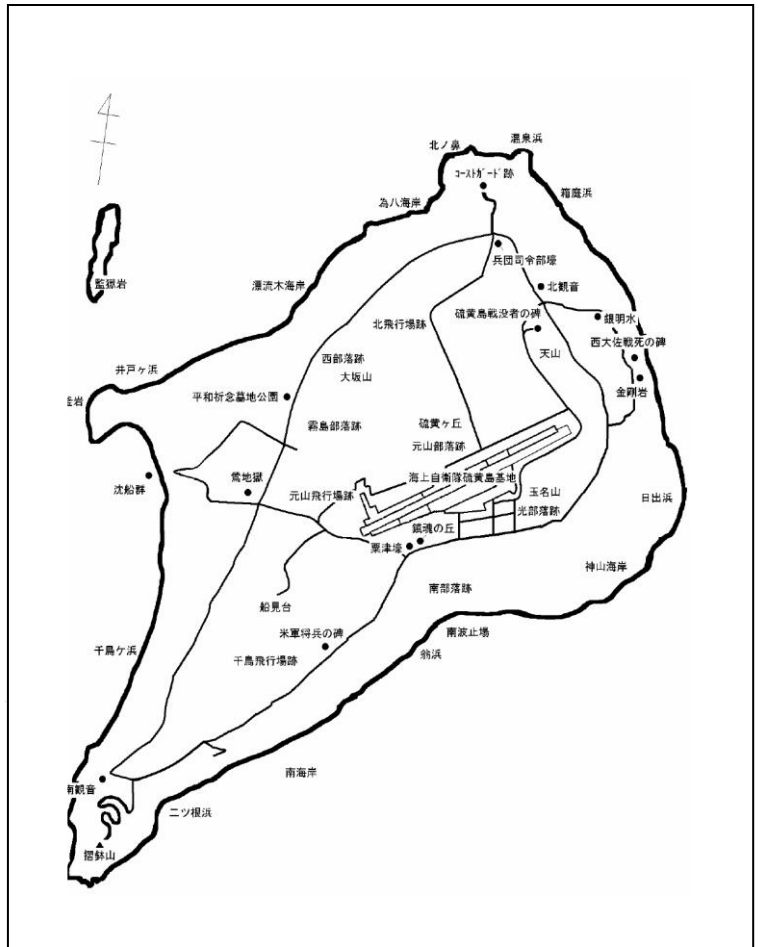 北ノ鼻
温泉浜
コーストガード跡
箱庭浜
為八海岸
兵団司令部壕
監獄岩
漂流木海岸
北観音
硫黄島戦没者の碑
銀明水
北飛行場跡
西大佐戦死の碑
西部落跡
天山
大坂山
井戸ヶ浜
金剛岩
平和祈念墓地公園
釜岩
硫黄ヶ丘
霧島部落跡
元山部落跡
沈船群
鶯地獄
海上自衛隊硫黄島基地
元山飛行場跡
玉名山
日出浜
光部落跡
鎮魂の丘
粟津壕
神山海岸
南部落跡
船見台
米軍将兵の碑
南波止場
千鳥ヶ浜
千鳥飛行場跡
翁浜
南海岸
南観音
二ツ根浜
摺鉢山